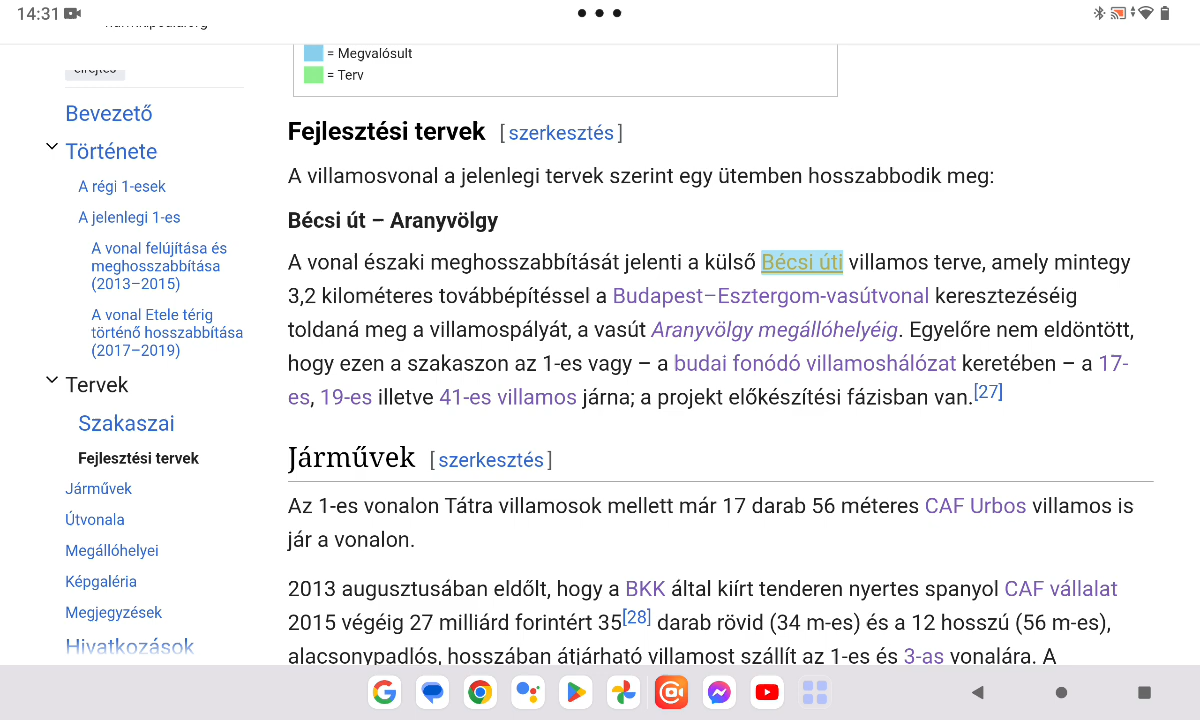 14:31
elrejtés
= Megvalósult
= Terv
Bevezető
Története
A régi 1-esek
A jelenlegi 1-es
A vonal felújítása és
meghosszabbítása
(2013–2015)
A vonal Etele térig
történő hosszabbítása
(2017–2019)
Tervek
Szakaszai
Fejlesztési tervek
Járművek
Útvonala
Megállóhelyei
Képgaléria
Megjegyzések
Hivatkozások
Fejlesztési tervek [szerkesztés]
A villamosvonal a jelenlegi tervek szerint egy ütemben hosszabbodik meg:
Bécsi út – Aranyvölgy
A vonal északi meghosszabbítását jelenti a külső Bécsi úti villamos terve, amely mintegy
3,2 kilométeres továbbépítéssel a Budapest–Esztergom-vasútvonal keresztezéséig
toldaná meg a villamospályát, a vasút Aranyvölgy megállóhelyéig. Egyelőre nem eldöntött,
hogy ezen a szakaszon az 1-es vagy – a budai fonódó villamoshálózat keretében – a 17-
es, 19-es illetve 41-es villamos járna; a projekt előkészítési fázisban van.[27]
Járművek [szerkesztés]
Az 1-es vonalon Tátra villamosok mellett már 17 darab 56 méteres CAF Urbos villamos is
jár a vonalon.
2013 augusztusában eldőlt, hogy a BKK által kiírt tenderen nyertes spanyol CAF vállalat
2015 végéig 27 milliárd forintért 35[28] darab rövid (34 m-es) és a 12 hosszú (56 m-es),
alacsonypadlós, hosszában átjárható villamost szállít az 1-es és 3-as vonalára. A